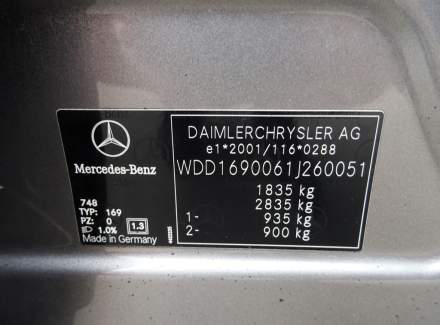 Mercedes-Benz
748
TYP: 169
PZ: 0
1.0% 1.3
Made in Germany
DAIMLERCHRYSLER AG
e1*2001/116*0288
WDD1690061J260051
1835 kg
2835 kg
1- 935 kg
2- 900 kg